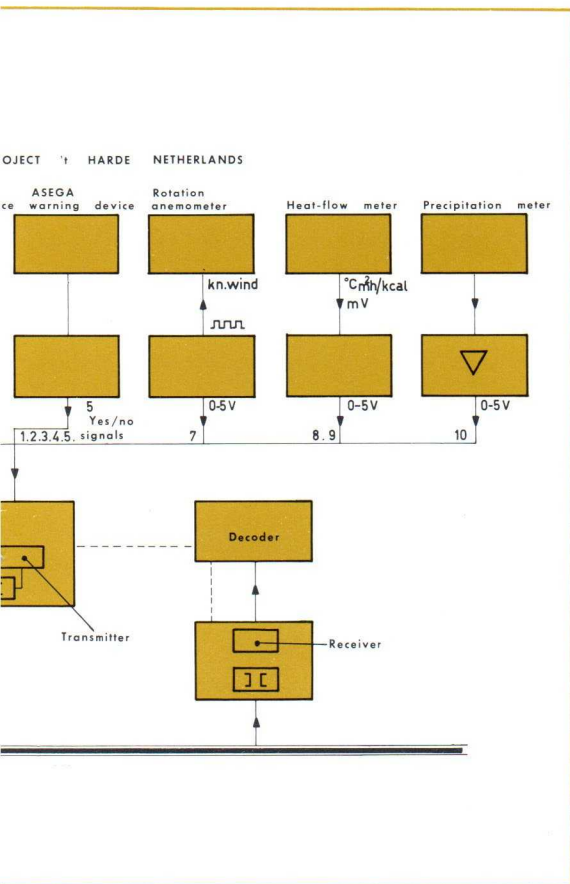 OJECT 't HARDE NETHERLANDS
ASEGA
ce warning device
Rotation
anemometer
Heat-flow meter
Precipitation meter
kn.wind
°Cm²h/kcal
mV
5
Yes/no
1.2.3.4.5. signals
0-5V
7
0-5V
8.9
0-5V
10
Decoder
Transmitter
Receiver